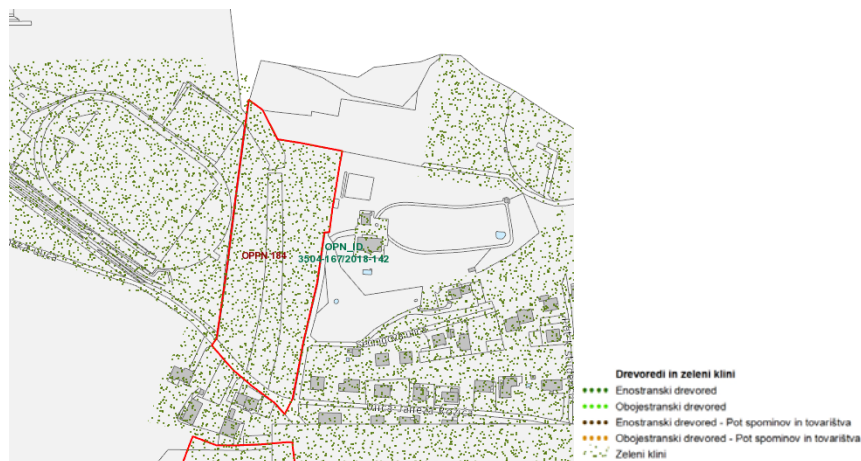 OPPN 184
OPN_ID
3504-167/2018-142
Drevoredi in zeleni klini
Enostranski drevored
Obojestranski drevored
Enostranski drevored - Pot spominov in tovarištva
Obojestranski drevored - Pot spominov in tovarištva
Zeleni klini